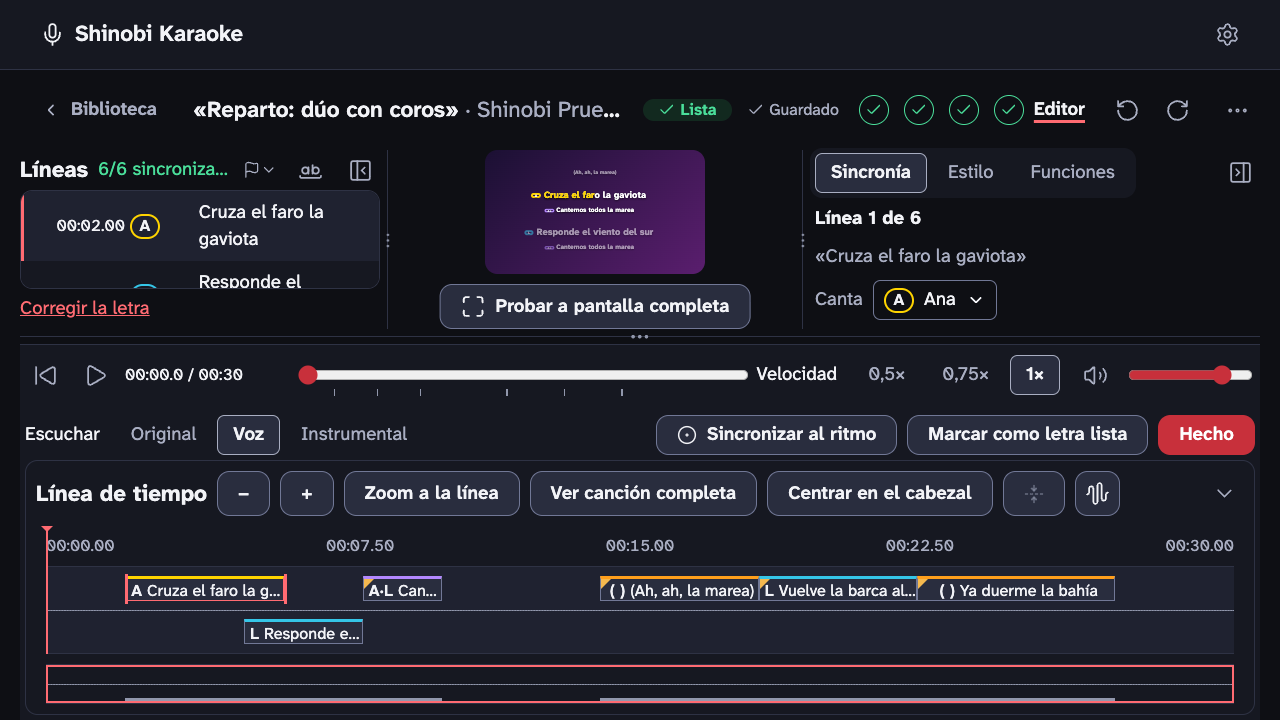 Shinobi Karaoke
Biblioteca
«Reparto: dúo con coros» · Shinobi Prue...
Lista
Guardado
Editor
Líneas 6/6 sincroniza...
ab
00:02.00 A Cruza el faro la gaviota
Responde el
Corregir la letra
(Ah, ah, la marea)
Cruza el faro la gaviota
Cantemos todos la marea
Responde el viento del sur
Cantemos todos la marea
Probar a pantalla completa
Sincronía Estilo Funciones
Línea 1 de 6
«Cruza el faro la gaviota»
Canta A Ana
00:00.0 / 00:30
Velocidad 0,5× 0,75× 1×
Escuchar Original Voz Instrumental
Sincronizar al ritmo
Marcar como letra lista
Hecho
Línea de tiempo − + Zoom a la línea Ver canción completa Centrar en el cabezal
00:00.00 00:07.50 00:15.00 00:22.50 00:30.00
A Cruza el faro la g... A·L Can... ( ) (Ah, ah, la marea) L Vuelve la barca al... ( ) Ya duerme la bahía
L Responde e...